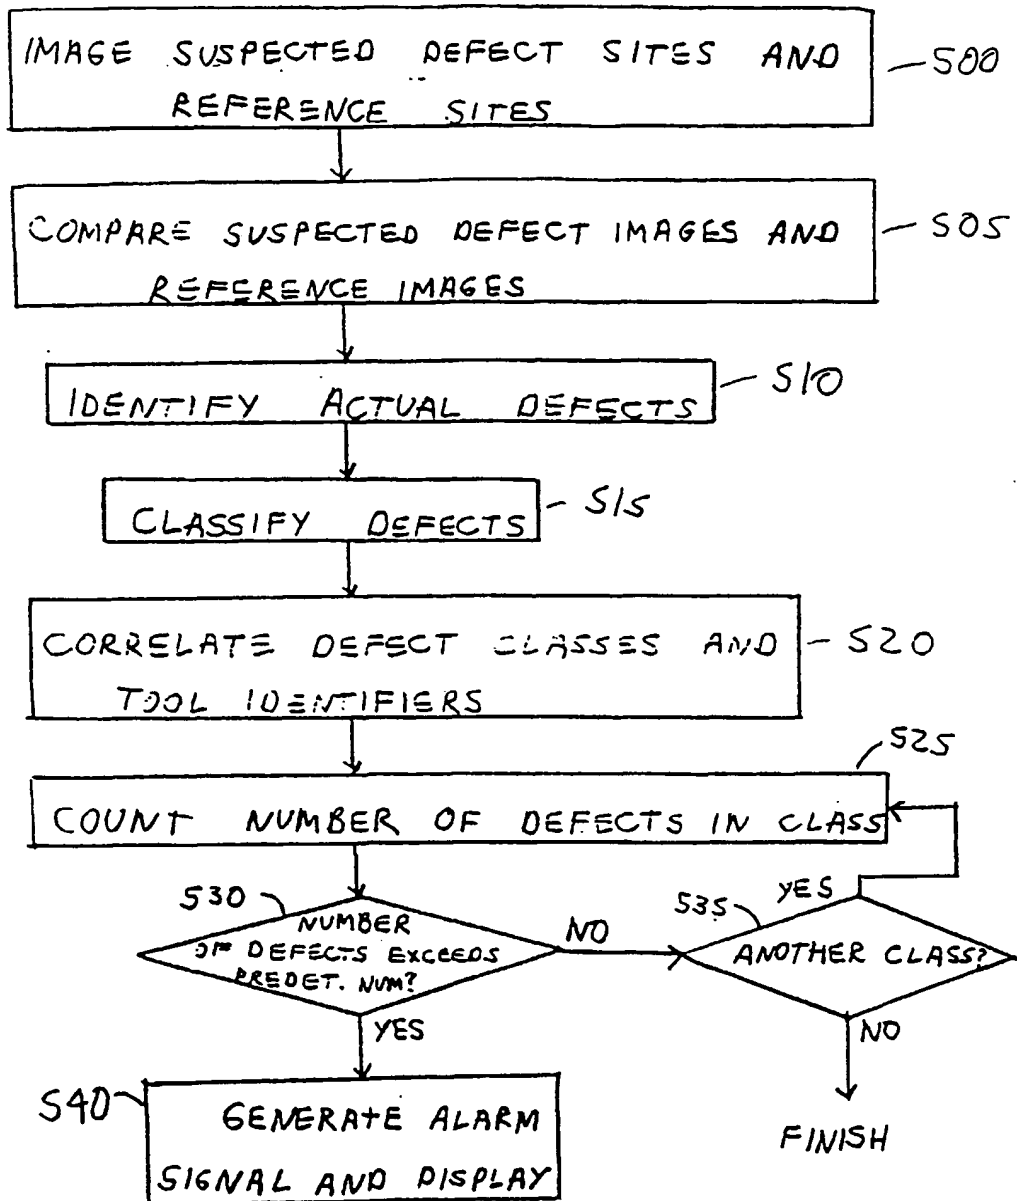 IMAGE SUSPECTED DEFECT SITES AND
REFERENCE SITES
500
COMPARE SUSPECTED DEFECT IMAGES AND
REFERENCE IMAGES
505
IDENTIFY ACTUAL DEFECTS
510
CLASSIFY DEFECTS
515
CORRELATE DEFECT CLASSES AND
TOOL IDENTIFIERS
520
525
COUNT NUMBER OF DEFECTS IN CLASS
530
NUMBER
OF DEFECTS EXCEEDS
PREDET. NUM?
NO
YES
535
YES
ANOTHER CLASS?
NO
FINISH
540
GENERATE ALARM
SIGNAL AND DISPLAY